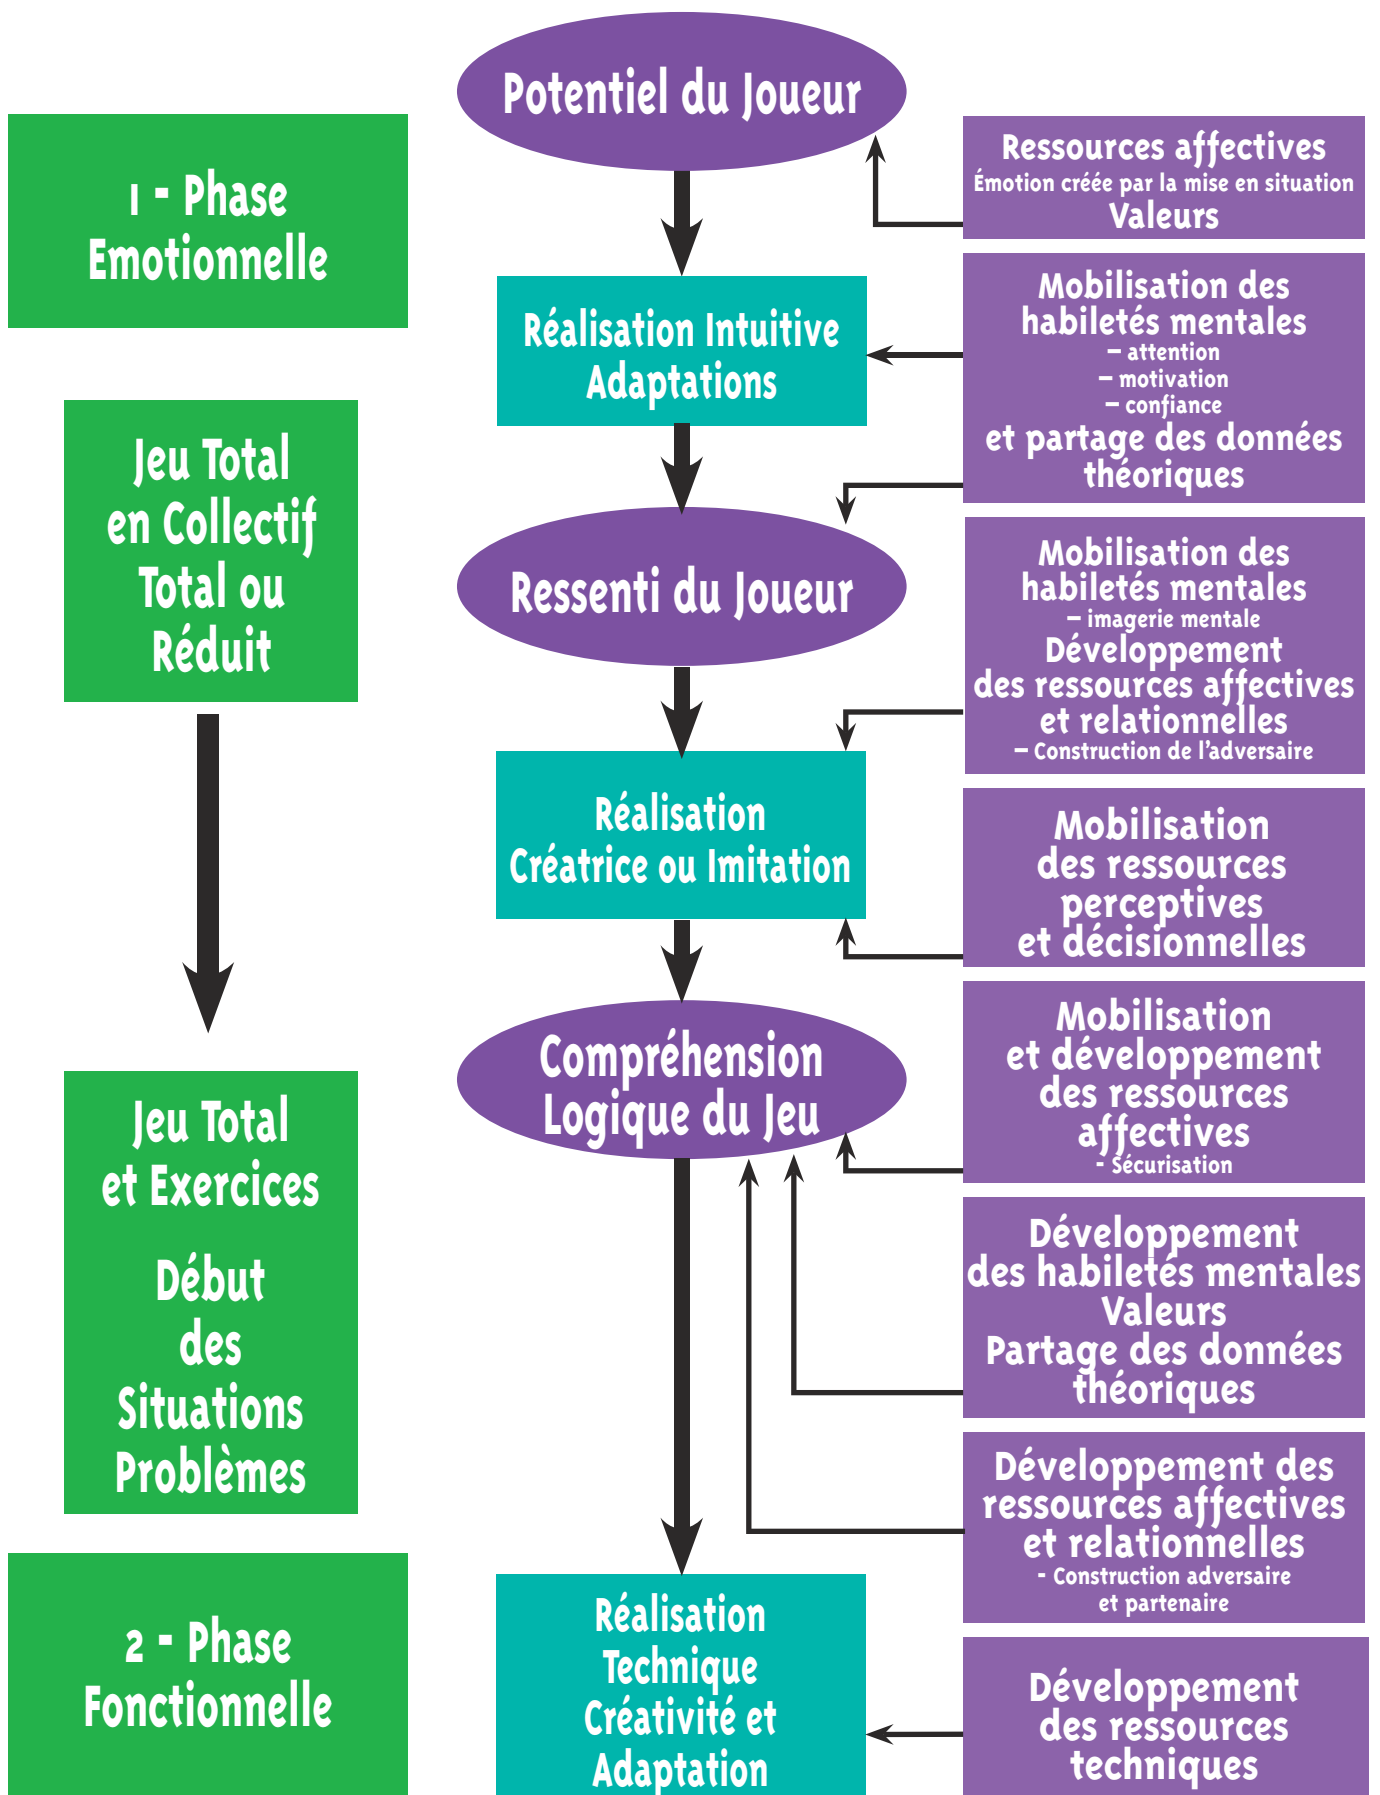 Potentiel du Joueur
1 - Phase
Emotionnelle
Ressources affectives
Émotion créée par la mise en situation
Valeurs
Réalisation Intuitive
Adaptations
Mobilisation des
habiletés mentales
– attention
– motivation
– confiance
et partage des données
théoriques
Jeu Total
en Collectif
Total ou
Réduit
Ressenti du Joueur
Mobilisation des
habiletés mentales
– imagerie mentale
Développement
des ressources affectives
et relationnelles
– Construction de l’adversaire
Réalisation
Créatrice ou Imitation
Mobilisation
des ressources
perceptives
et décisionnelles
Compréhension
Logique du Jeu
Mobilisation
et développement
des ressources
affectives
- Sécurisation
Jeu Total
et Exercices
Début
des
Situations
Problèmes
Développement
des habiletés mentales
Valeurs
Partage des données
théoriques
Développement des
ressources affectives
et relationnelles
- Construction adversaire
et partenaire
2 - Phase
Fonctionnelle
Réalisation
Technique
Créativité et
Adaptation
Développement
des ressources
techniques